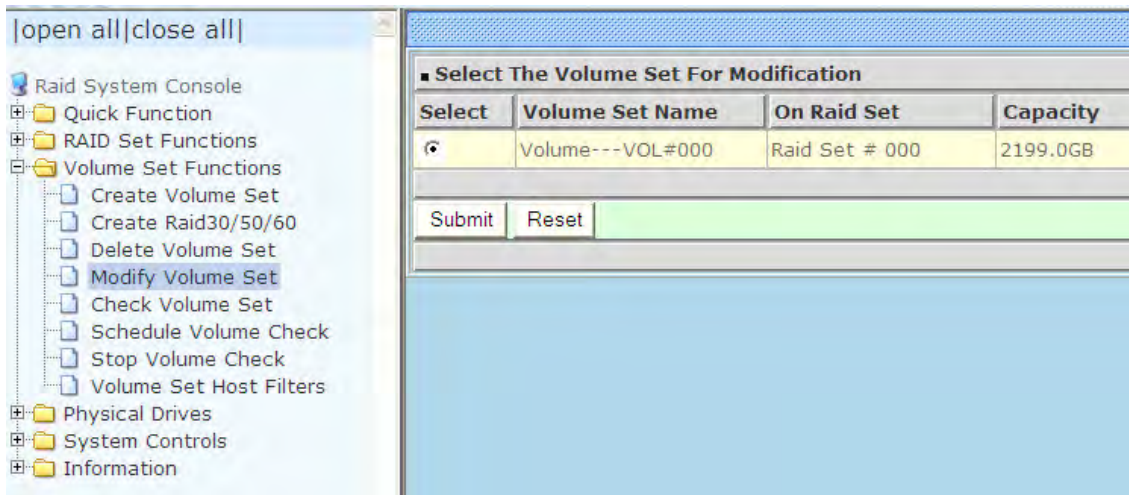 |open all|close all|
Raid System Console
Quick Function
RAID Set Functions
Volume Set Functions
Create Volume Set
Create Raid30/50/60
Delete Volume Set
Modify Volume Set
Check Volume Set
Schedule Volume Check
Stop Volume Check
Volume Set Host Filters
Physical Drives
System Controls
Information
Select The Volume Set For Modification
Select Volume Set Name On Raid Set Capacity
Volume---VOL#000 Raid Set # 000 2199.0GB
Submit Reset